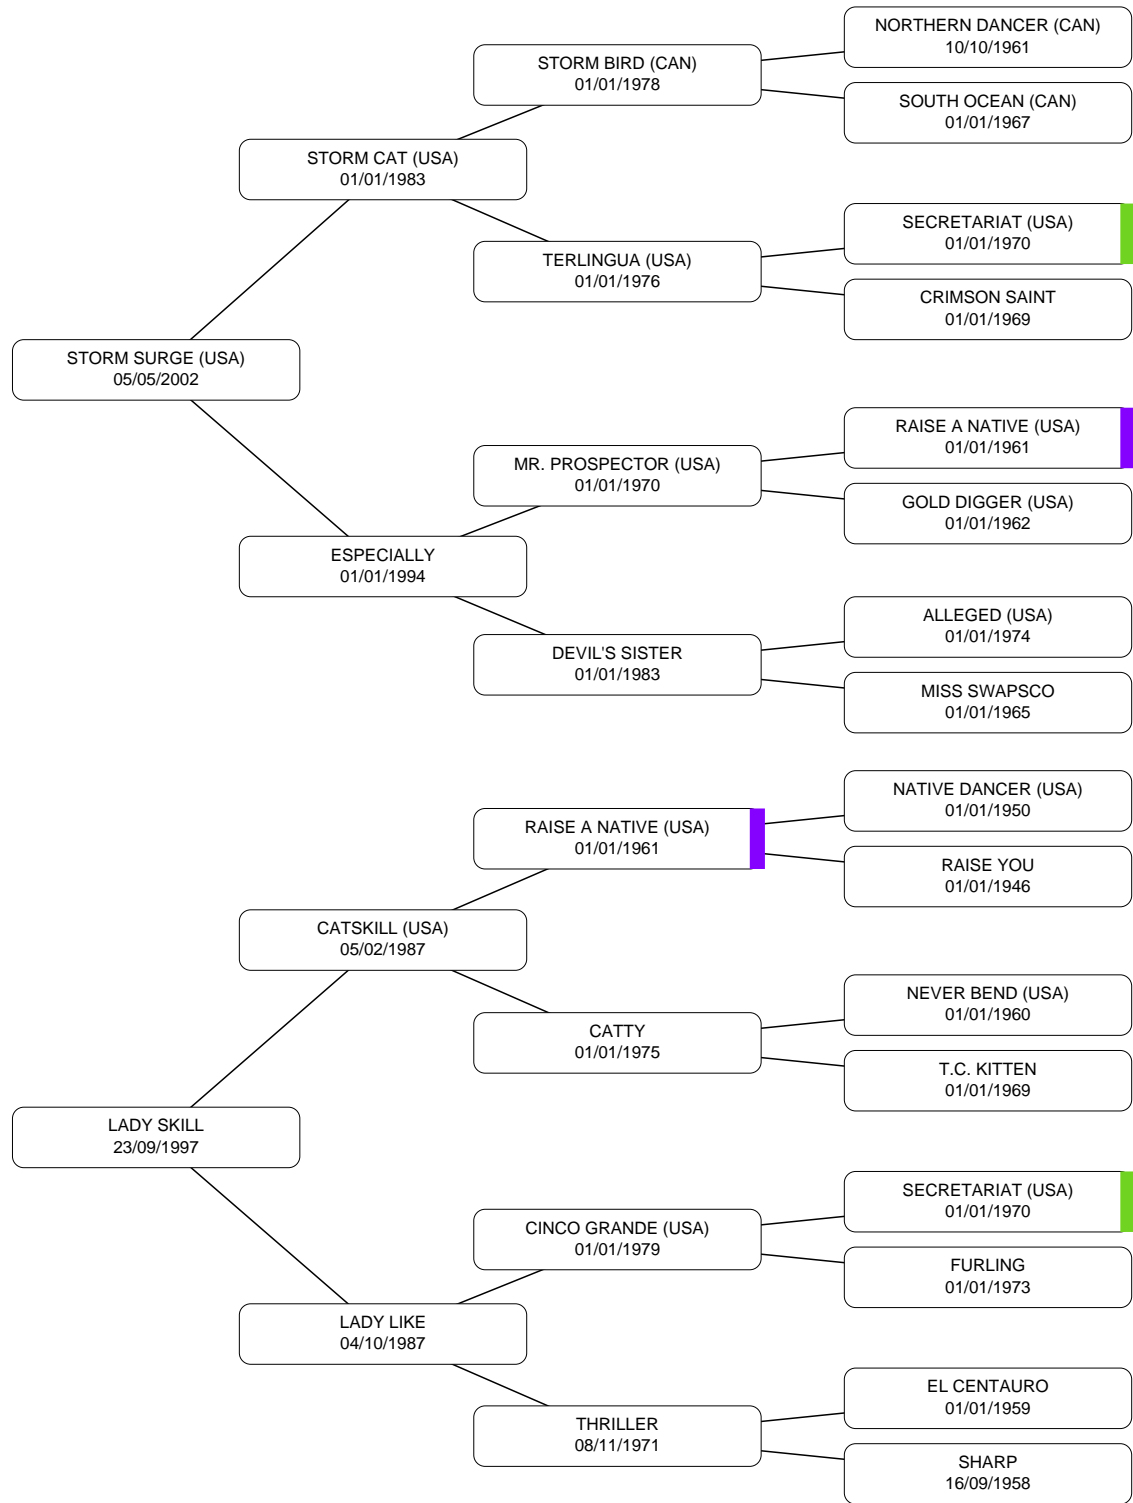 NORTHERN DANCER (CAN)
10/10/1961
STORM BIRD (CAN)
01/01/1978
SOUTH OCEAN (CAN)
01/01/1967
STORM CAT (USA)
01/01/1983
SECRETARIAT (USA)
01/01/1970
TERLINGUA (USA)
01/01/1976
CRIMSON SAINT
01/01/1969
STORM SURGE (USA)
05/05/2002
RAISE A NATIVE (USA)
01/01/1961
MR. PROSPECTOR (USA)
01/01/1970
GOLD DIGGER (USA)
01/01/1962
ESPECIALLY
01/01/1994
ALLEGED (USA)
01/01/1974
DEVIL'S SISTER
01/01/1983
MISS SWAPSCO
01/01/1965
NATIVE DANCER (USA)
01/01/1950
RAISE A NATIVE (USA)
01/01/1961
RAISE YOU
01/01/1946
CATSKILL (USA)
05/02/1987
NEVER BEND (USA)
01/01/1960
CATTY
01/01/1975
T.C. KITTEN
01/01/1969
LADY SKILL
23/09/1997
SECRETARIAT (USA)
01/01/1970
CINCO GRANDE (USA)
01/01/1979
FURLING
01/01/1973
LADY LIKE
04/10/1987
EL CENTAURO
01/01/1959
THRILLER
08/11/1971
SHARP
16/09/1958